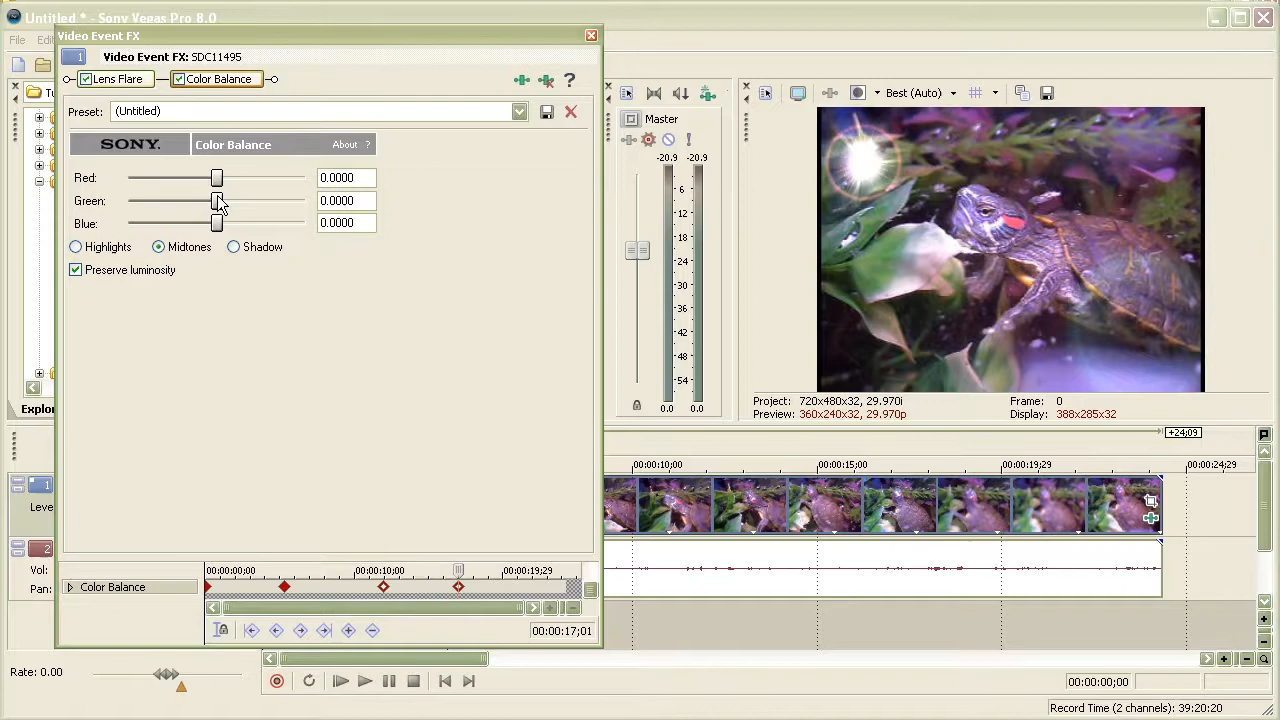 Untitled * - Sony Vegas Pro 8.0
File
Video Event FX
1 Video Event FX: SDC11495
Lens Flare
Color Balance
Preset: (Untitled)
SONY. Color Balance About ?
Red: 0.0000
Green: 0.0000
Blue: 0.0000
Highlights Midtones Shadow
Preserve luminosity
Master
-20.9 -20.9
6
12
18
24
30
36
42
48
54
0.0 0.0
Best (Auto)
Project: 720x480x32, 29.970i
Frame: 0
Preview: 360x240x32, 29.970p
Display: 388x285x32
Explor
+24;09
00:00:10;00 00:00:15;00 00:00:19;29 00:00:24;29
1
Leve
2
Vol:
Pan:
00:00:00;00 00:00:10;00 00:00:19;29
Color Balance
00:00:17;01
Rate: 0.00
00:00:00;00
Record Time (2 channels): 39:20:20